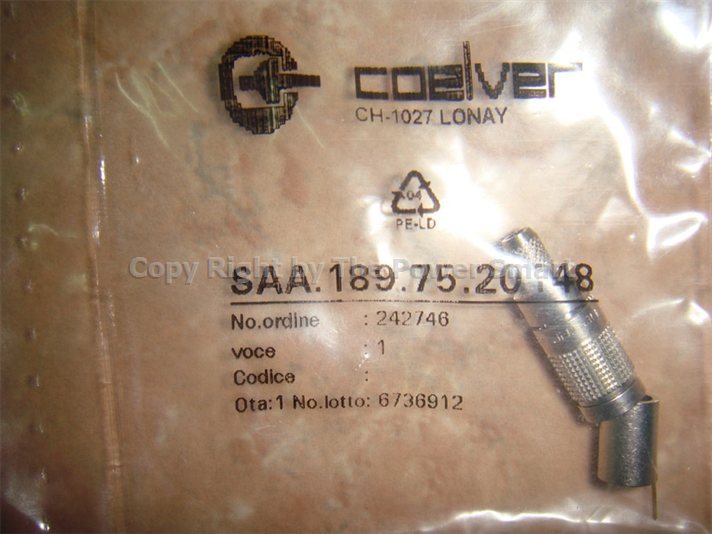 coelver
CH-1027 LONAY
04
PE-LD
Copy Right by The Power
SAA.189.75.20 148
No.ordine : 242746
voce : 1
Codice :
Qta:1 No.lotto: 6736912